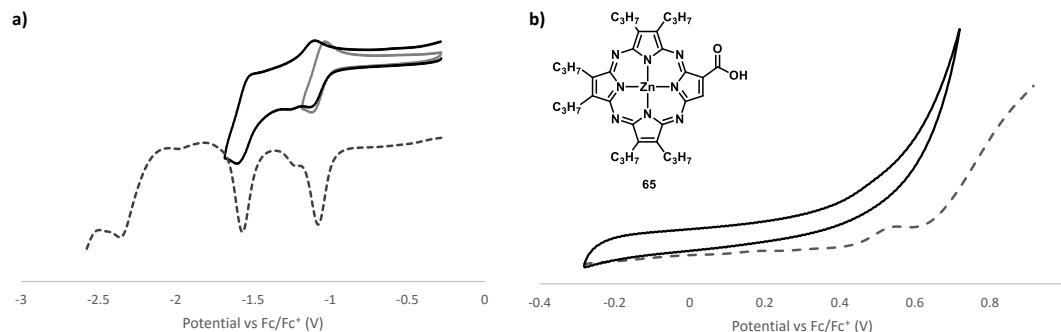 a)
-3 -2.5 -2 -1.5 -1 -0.5 0
Potential vs Fc/Fc⁺ (V)
b)
C₃H₇ C₃H₇
C₃H₇ N N O
N OH
N Zn N
C₃H₇ N
N N
C₃H₇ C₃H₇
65
-0.4 -0.2 0 0.2 0.4 0.6 0.8
Potential vs Fc/Fc⁺ (V)